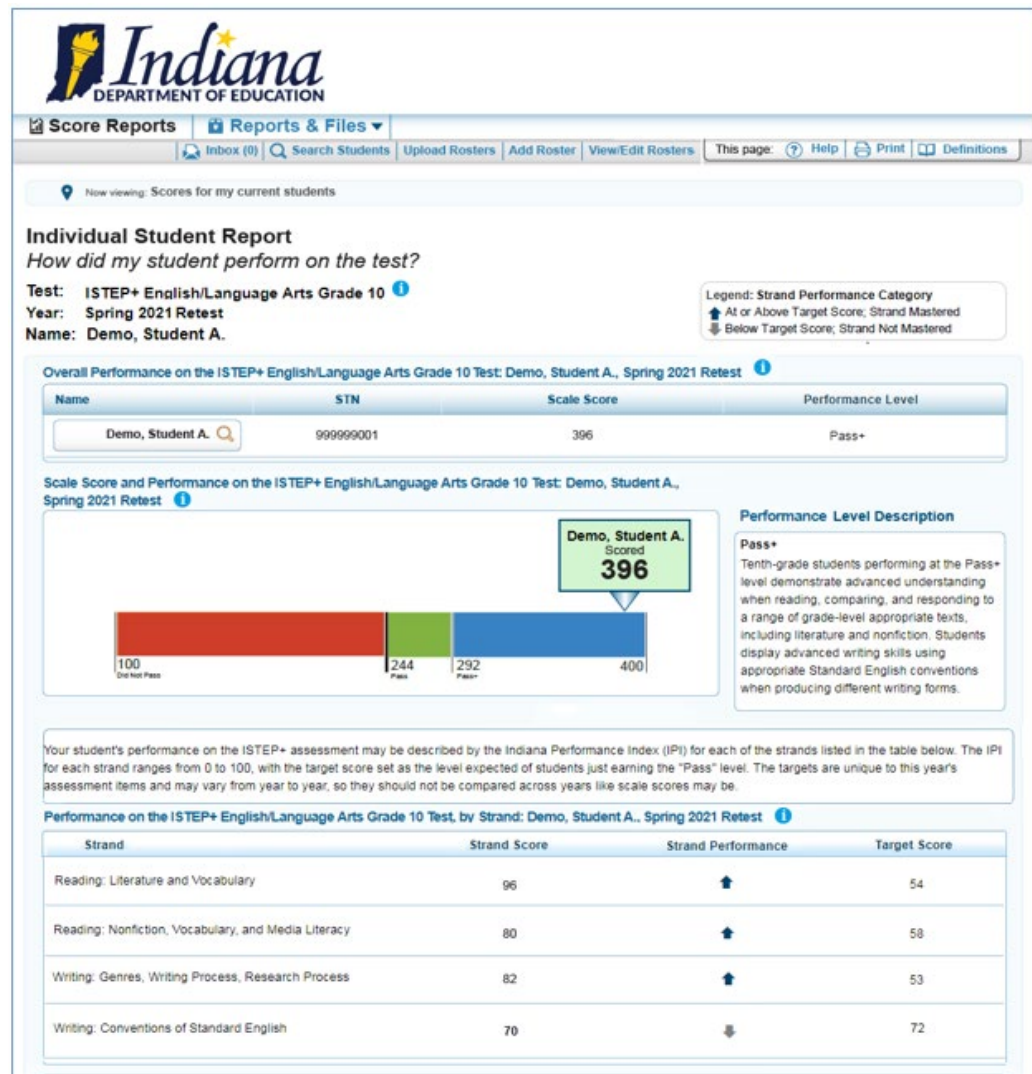 Indiana
DEPARTMENT OF EDUCATION
Score Reports Reports & Files
Inbox (0) Search Students Upload Rosters Add Roster View/Edit Rosters This page: Help Print Definitions
Now viewing: Scores for my current students
Individual Student Report
How did my student perform on the test?
Test: ISTEP+ English/Language Arts Grade 10
Year: Spring 2021 Retest
Name: Demo, Student A.
Legend: Strand Performance Category
At or Above Target Score; Strand Mastered
Below Target Score; Strand Not Mastered
Overall Performance on the ISTEP+ English/Language Arts Grade 10 Test: Demo, Student A., Spring 2021 Retest
Name STN Scale Score Performance Level
Demo, Student A. 999999001 396 Pass+
Scale Score and Performance on the ISTEP+ English/Language Arts Grade 10 Test: Demo, Student A.,
Spring 2021 Retest
Demo, Student A.
Scored
396
100 244 292 400
Did Not Pass Pass Pass+
Performance Level Description
Pass+
Tenth-grade students performing at the Pass+
level demonstrate advanced understanding
when reading, comparing, and responding to
a range of grade-level appropriate texts,
including literature and nonfiction. Students
display advanced writing skills using
appropriate Standard English conventions
when producing different writing forms.
Your student's performance on the ISTEP+ assessment may be described by the Indiana Performance Index (IPI) for each of the strands listed in the table below. The IPI
for each strand ranges from 0 to 100, with the target score set as the level expected of students just earning the "Pass" level. The targets are unique to this year's
assessment items and may vary from year to year, so they should not be compared across years like scale scores may be.
Performance on the ISTEP+ English/Language Arts Grade 10 Test, by Strand: Demo, Student A., Spring 2021 Retest
Strand Strand Score Strand Performance Target Score
Reading: Literature and Vocabulary 96 54
Reading: Nonfiction, Vocabulary, and Media Literacy 80 58
Writing: Genres, Writing Process, Research Process 82 53
Writing: Conventions of Standard English 70 72